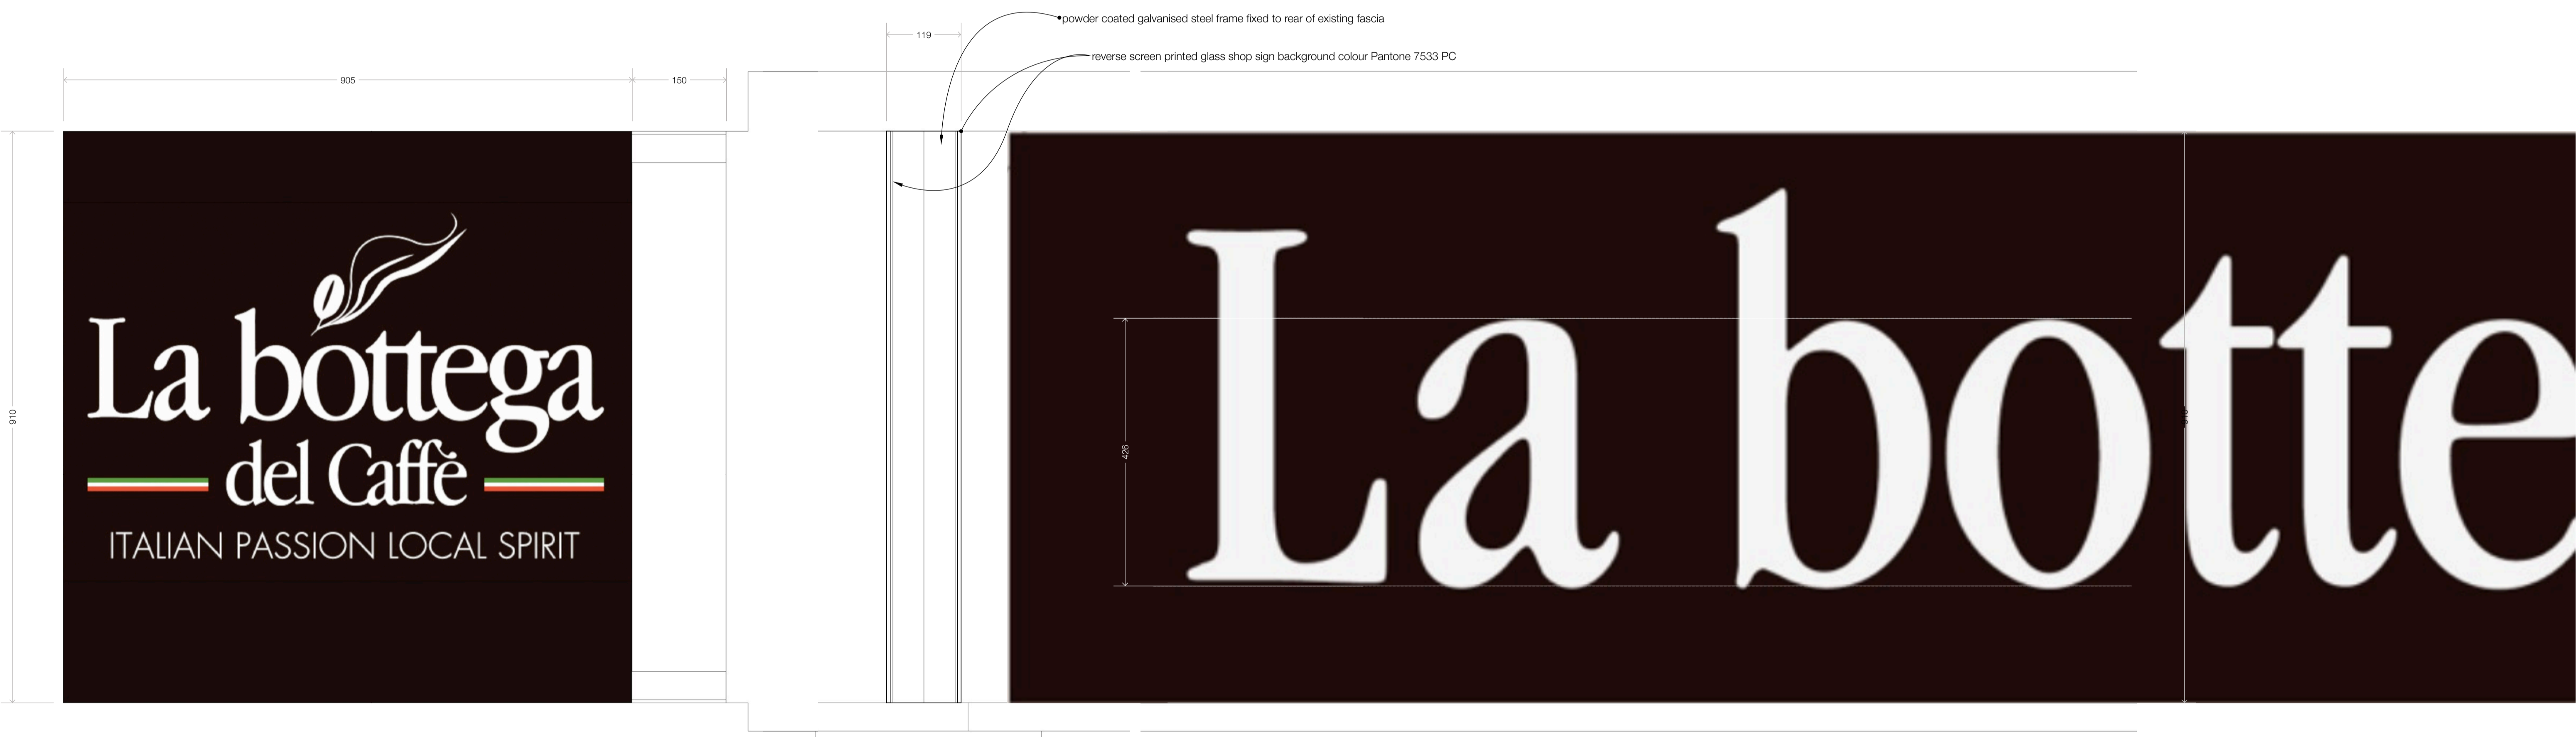 powder coated galvanised steel frame fixed to rear of existing fascia
119
reverse screen printed glass shop sign background colour Pantone 7533 PC
905
150
910
La bottega
del Caffè
ITALIAN PASSION LOCAL SPIRIT
426
La botte